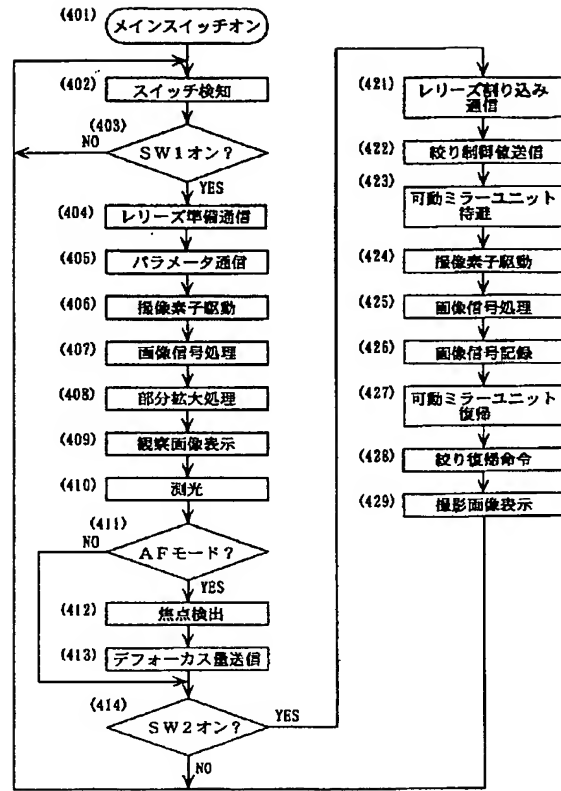 (401)
メインスイッチオン
(402)
スイッチ検知
(403)
NO
SW1オン?
YES
(404)
レリーズ準備通信
(405)
パラメータ通信
(406)
撮像素子駆動
(407)
画像信号処理
(408)
部分拡大処理
(409)
観察画像表示
(410)
測光
(411)
NO
AFモード?
YES
(412)
焦点検出
(413)
デフォーカス量送信
(414)
SW2オン?
YES
NO
(421)
レリーズ割り込み
通信
(422)
絞り制御値送信
(423)
可動ミラーユニット
待避
(424)
撮像素子駆動
(425)
画像信号処理
(426)
画像信号記録
(427)
可動ミラーユニット
復帰
(428)
絞り復帰命令
(429)
撮影画像表示